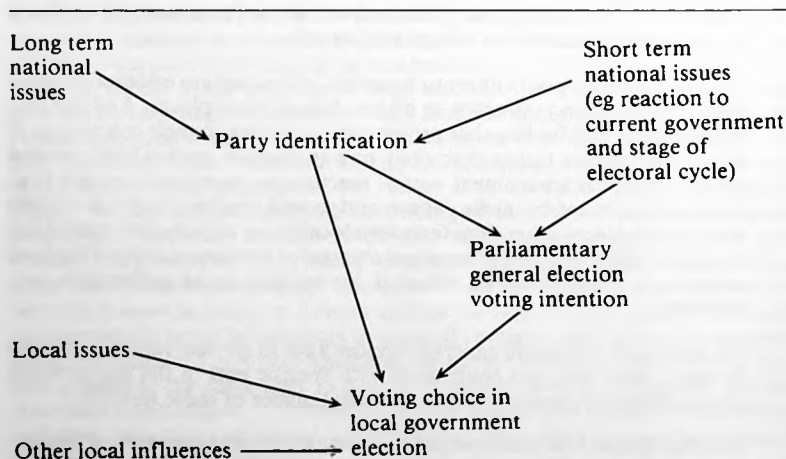 Long term
national
issues
Short term
national issues
(eg reaction to
current government
and stage of
electoral cycle)
Party identification
Parliamentary
general election
voting intention
Local issues
Voting choice in
local government
election
Other local influences